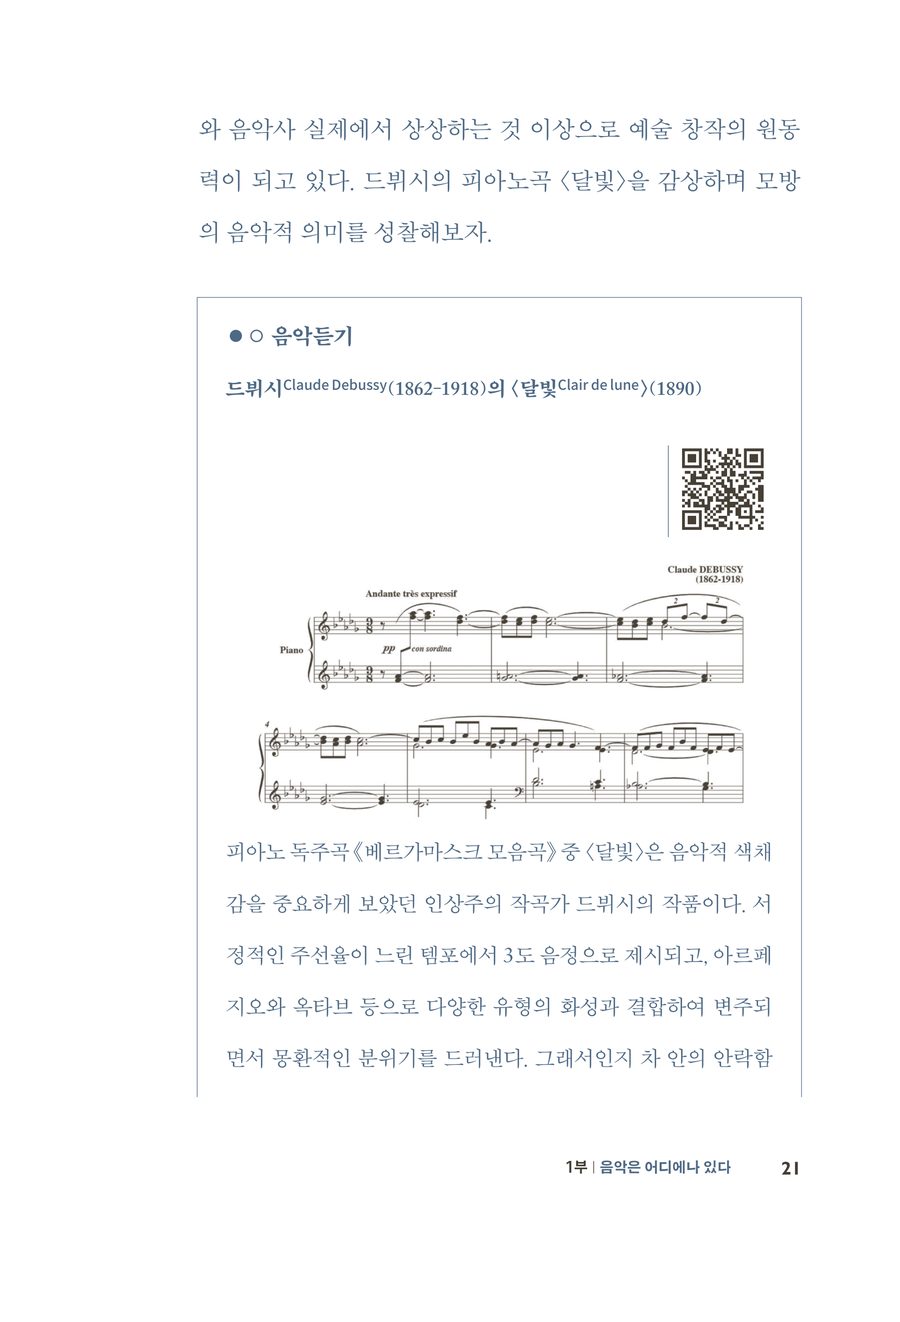 와 음악사 실제에서 상상하는 것 이상으로 예술 창작의 원동
력이 되고 있다. 드뷔시의 피아노곡 〈달빛〉을 감상하며 모방
의 음악적 의미를 성찰해보자.
● ○ 음악듣기
드뷔시Claude Debussy(1862-1918)의 〈달빛Clair de lune〉(1890)
Claude DEBUSSY
(1862-1918)
Andante très expressif
2 2
9 8
Piano
pp con sordina
9 8
4
피아노 독주곡 《베르가마스크 모음곡》 중 〈달빛〉은 음악적 색채
감을 중요하게 보았던 인상주의 작곡가 드뷔시의 작품이다. 서
정적인 주선율이 느린 템포에서 3도 음정으로 제시되고, 아르페
지오와 옥타브 등으로 다양한 유형의 화성과 결합하여 변주되
면서 몽환적인 분위기를 드러낸다. 그래서인지 차 안의 안락함
1부 | 음악은 어디에나 있다 21